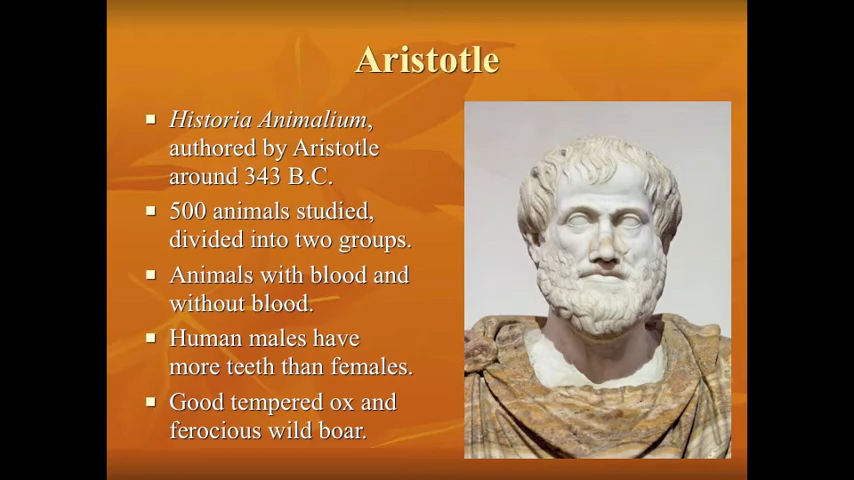 Aristotle
Historia Animalium,
authored by Aristotle
around 343 B.C.
500 animals studied,
divided into two groups.
Animals with blood and
without blood.
Human males have
more teeth than females.
Good tempered ox and
ferocious wild boar.